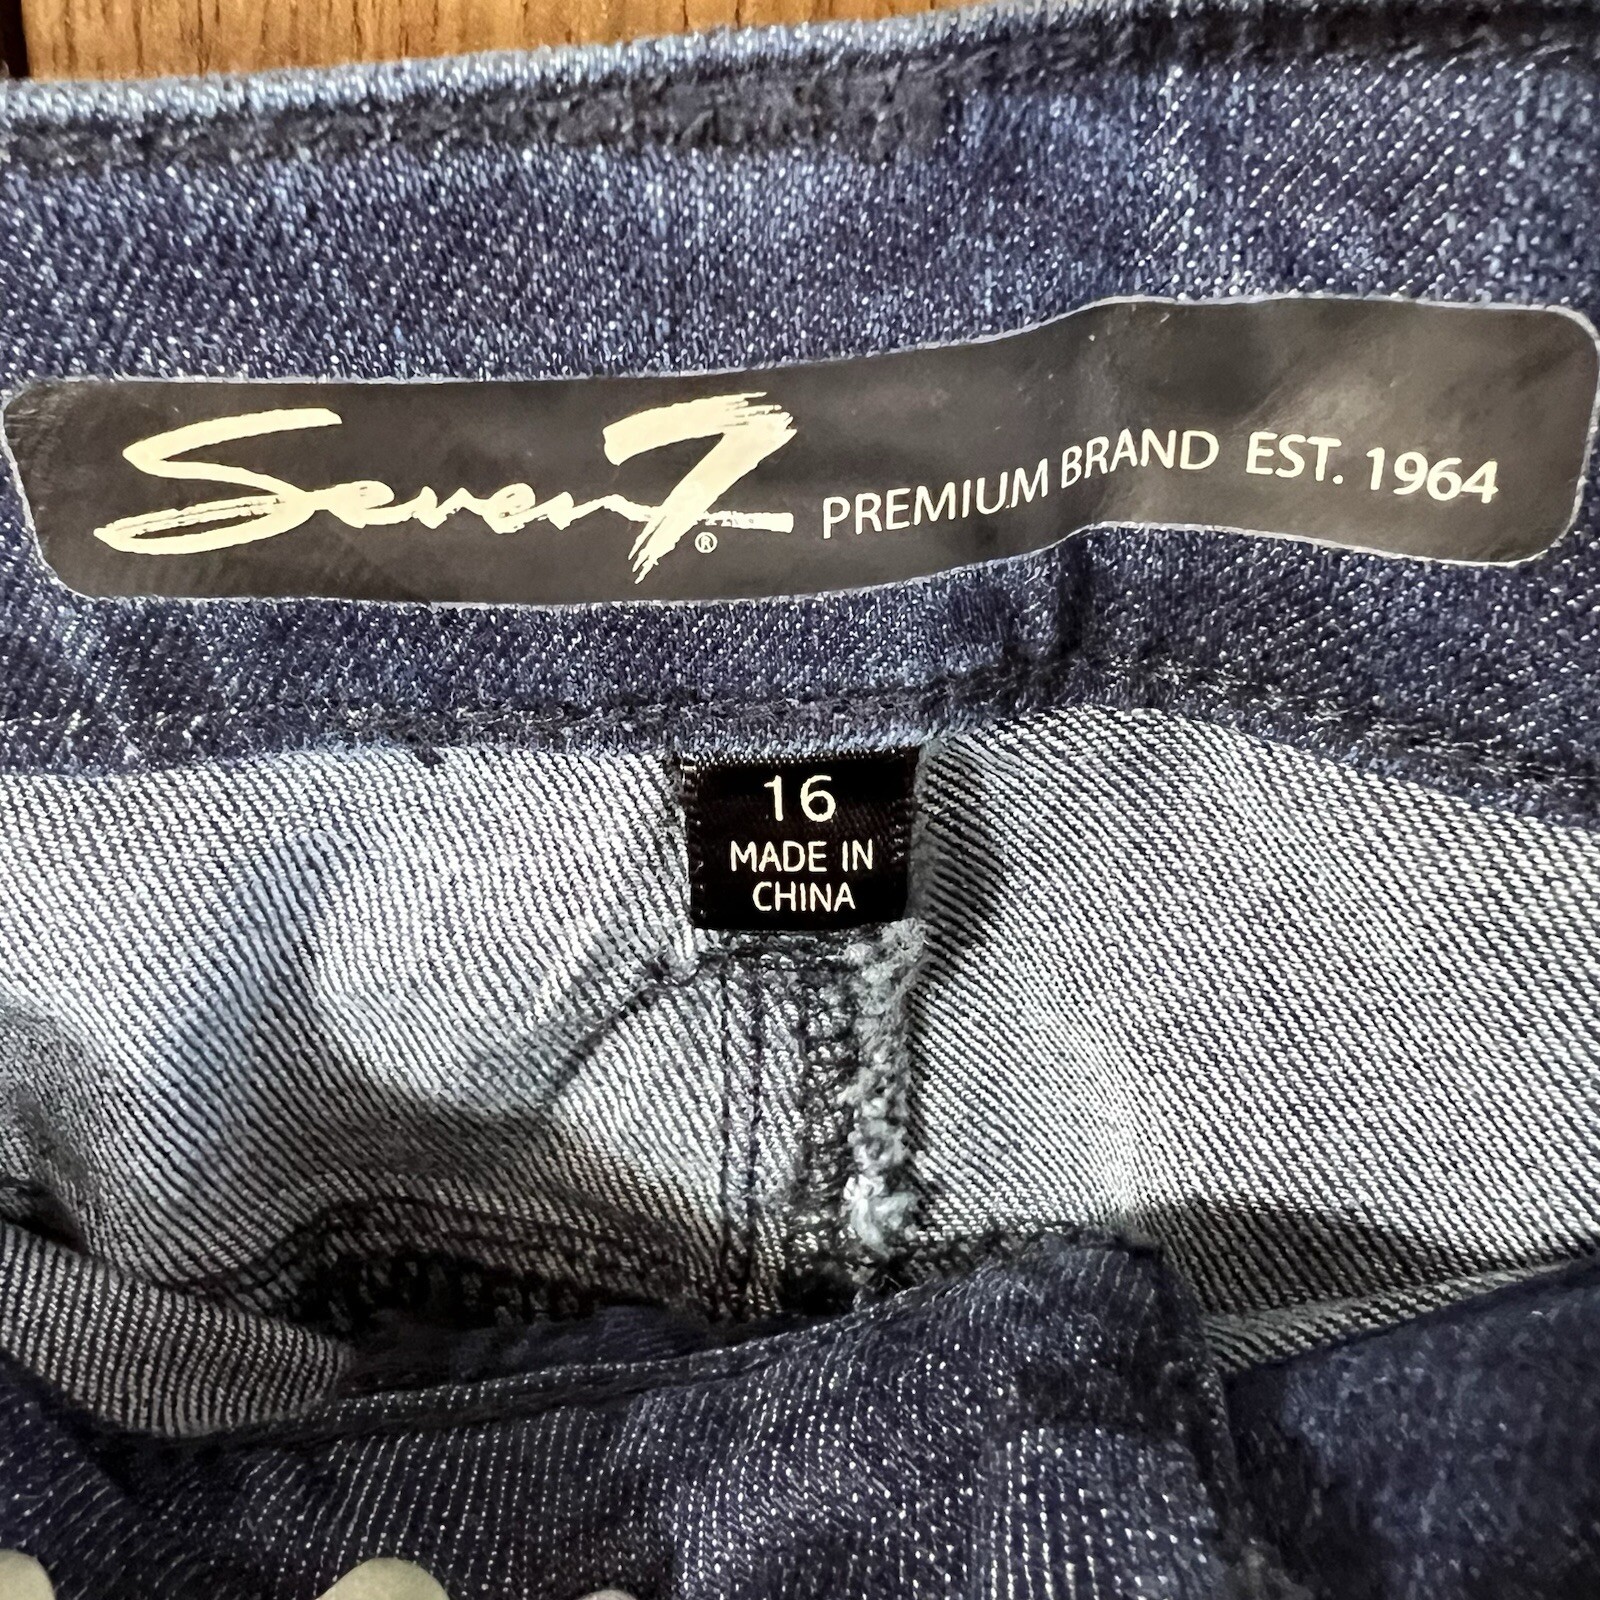 Seven7® PREMIUM BRAND EST. 1964
16
MADE IN
CHINA